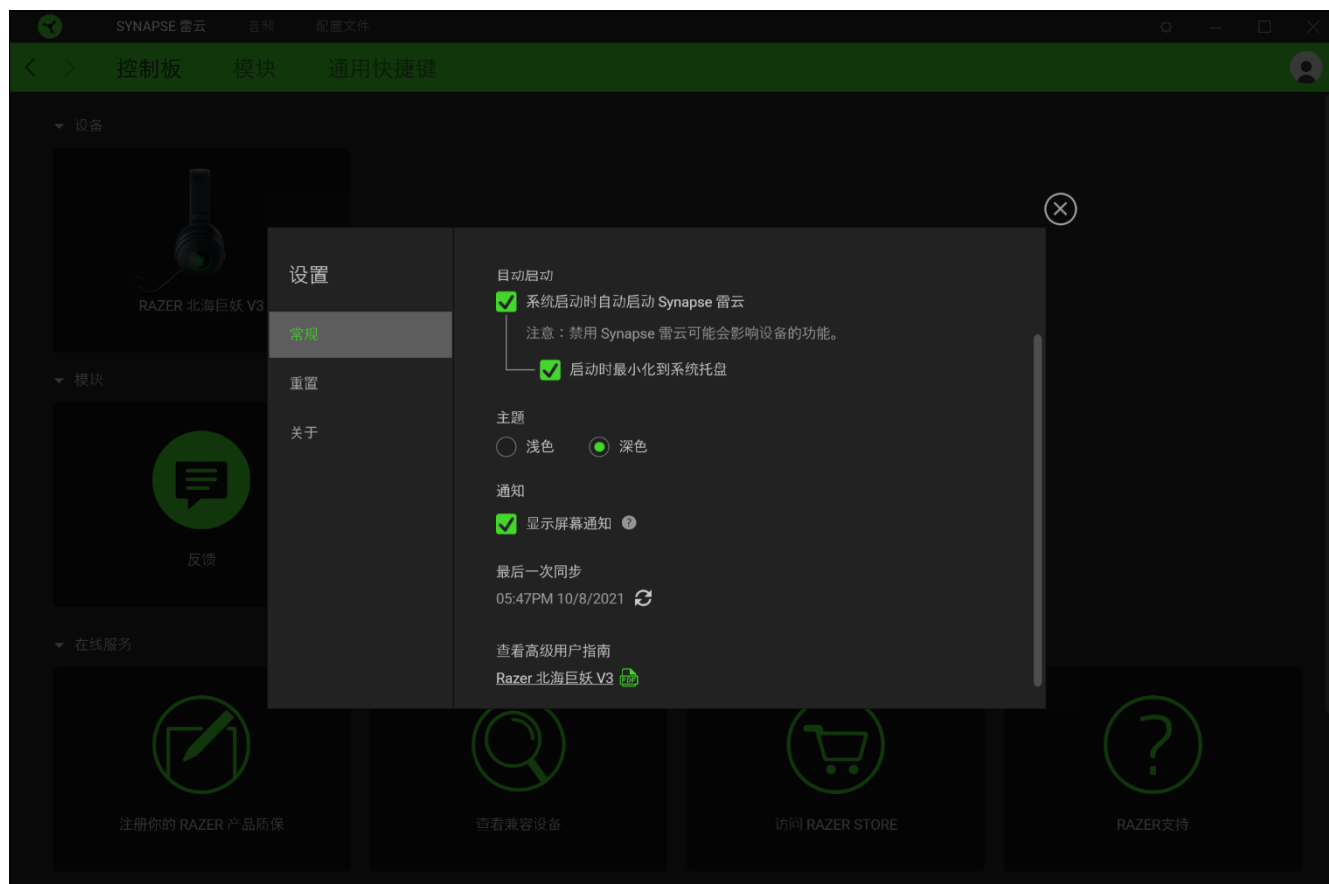 SYNAPSE 雷云 音频 配置文件
控制板 模块 通用快捷键
设备
RAZER 北海巨妖 V3
模块
反馈
在线服务
注册你的 RAZER 产品质保
查看兼容设备
访问 RAZER STORE
RAZER支持
设置
常规
重置
关于
自动启动
系统启动时自动启动 Synapse 雷云
注意:禁用 Synapse 雷云可能会影响设备的功能。
启动时最小化到系统托盘
主题
浅色 深色
通知
显示屏幕通知 ?
最后一次同步
05:47PM 10/8/2021
查看高级用户指南
Razer 北海巨妖 V3 PDF